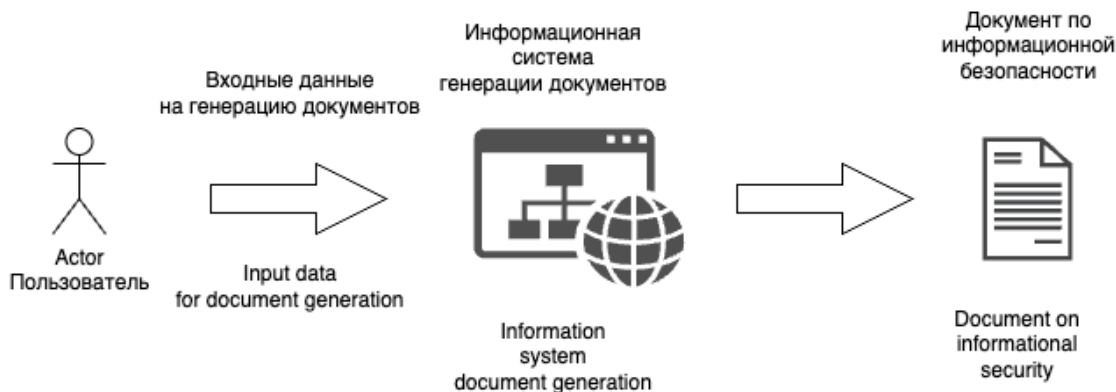 Входные данные
на генерацию документов
Информационная
система
генерации документов
Документ по
информационной
безопасности
Actor
Пользователь
Input data
for document generation
Information
system
document generation
Document on
informational
security